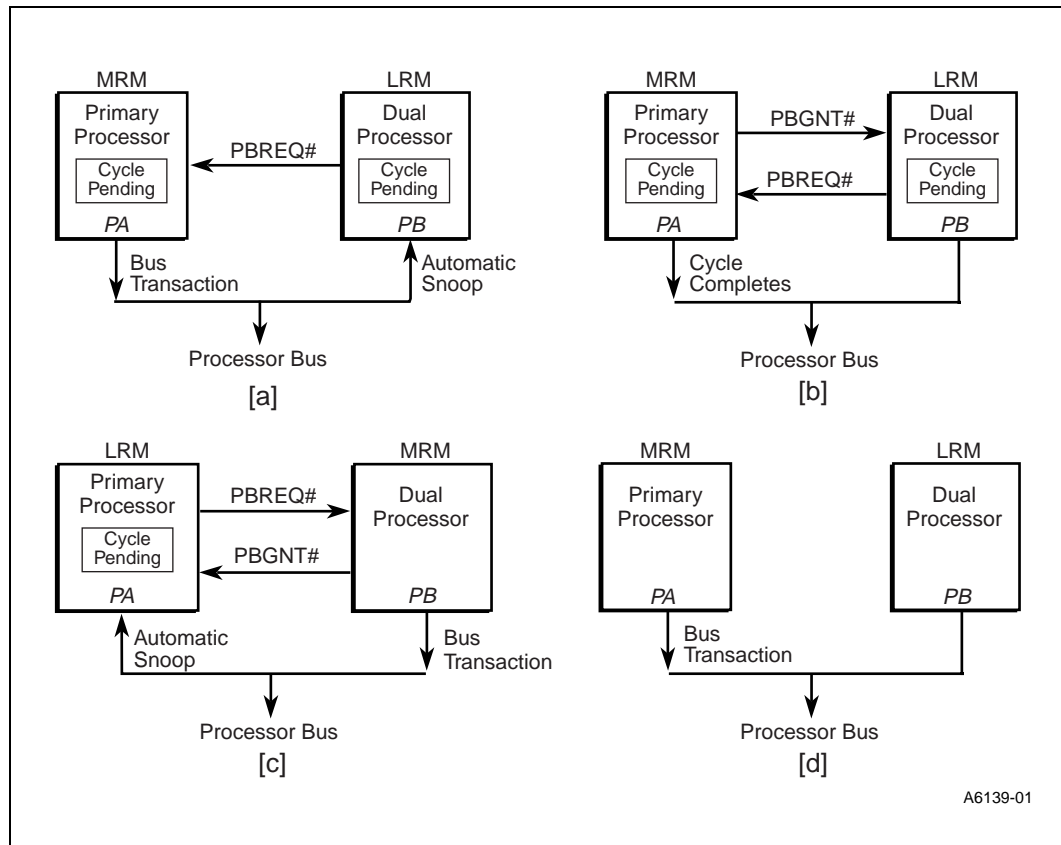 MRM
LRM
Primary
Processor
Cycle
Pending
PA
PBREQ#
Dual
Processor
Cycle
Pending
PB
Bus
Transaction
Automatic
Snoop
Processor Bus
[a]
MRM
LRM
Primary
Processor
Cycle
Pending
PA
PBGNT#
PBREQ#
Dual
Processor
Cycle
Pending
PB
Cycle
Completes
Processor Bus
[b]
LRM
MRM
Primary
Processor
Cycle
Pending
PA
PBREQ#
PBGNT#
Dual
Processor
PB
Automatic
Snoop
Bus
Transaction
Processor Bus
[c]
MRM
LRM
Primary
Processor
PA
Dual
Processor
PB
Bus
Transaction
Processor Bus
[d]
A6139-01